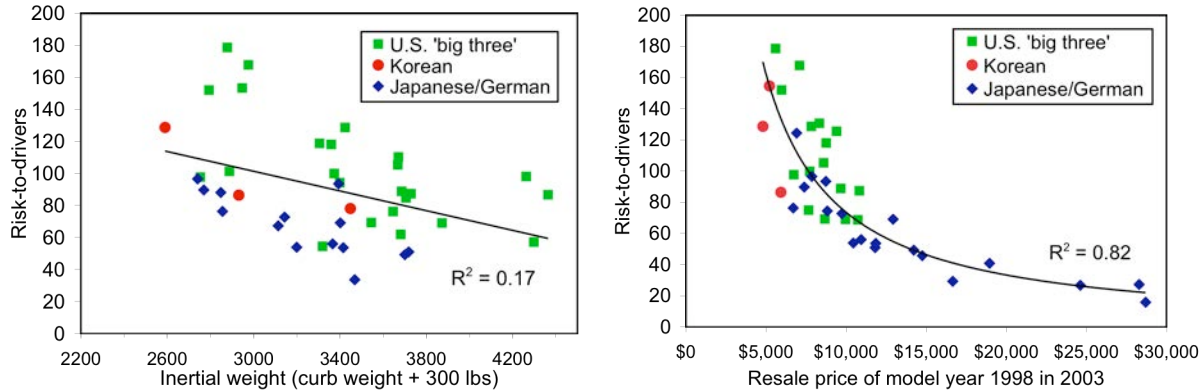 200
180
160
140
120
100
80
60
40
20
0
Risk-to-drivers
U.S. 'big three'
Korean
Japanese/German
R² = 0.17
2200 2600 3000 3400 3800 4200
Inertial weight (curb weight + 300 lbs)
200
180
160
140
120
100
80
60
40
20
0
Risk-to-drivers
U.S. 'big three'
Korean
Japanese/German
R² = 0.82
$0 $5,000 $10,000 $15,000 $20,000 $25,000 $30,000
Resale price of model year 1998 in 2003